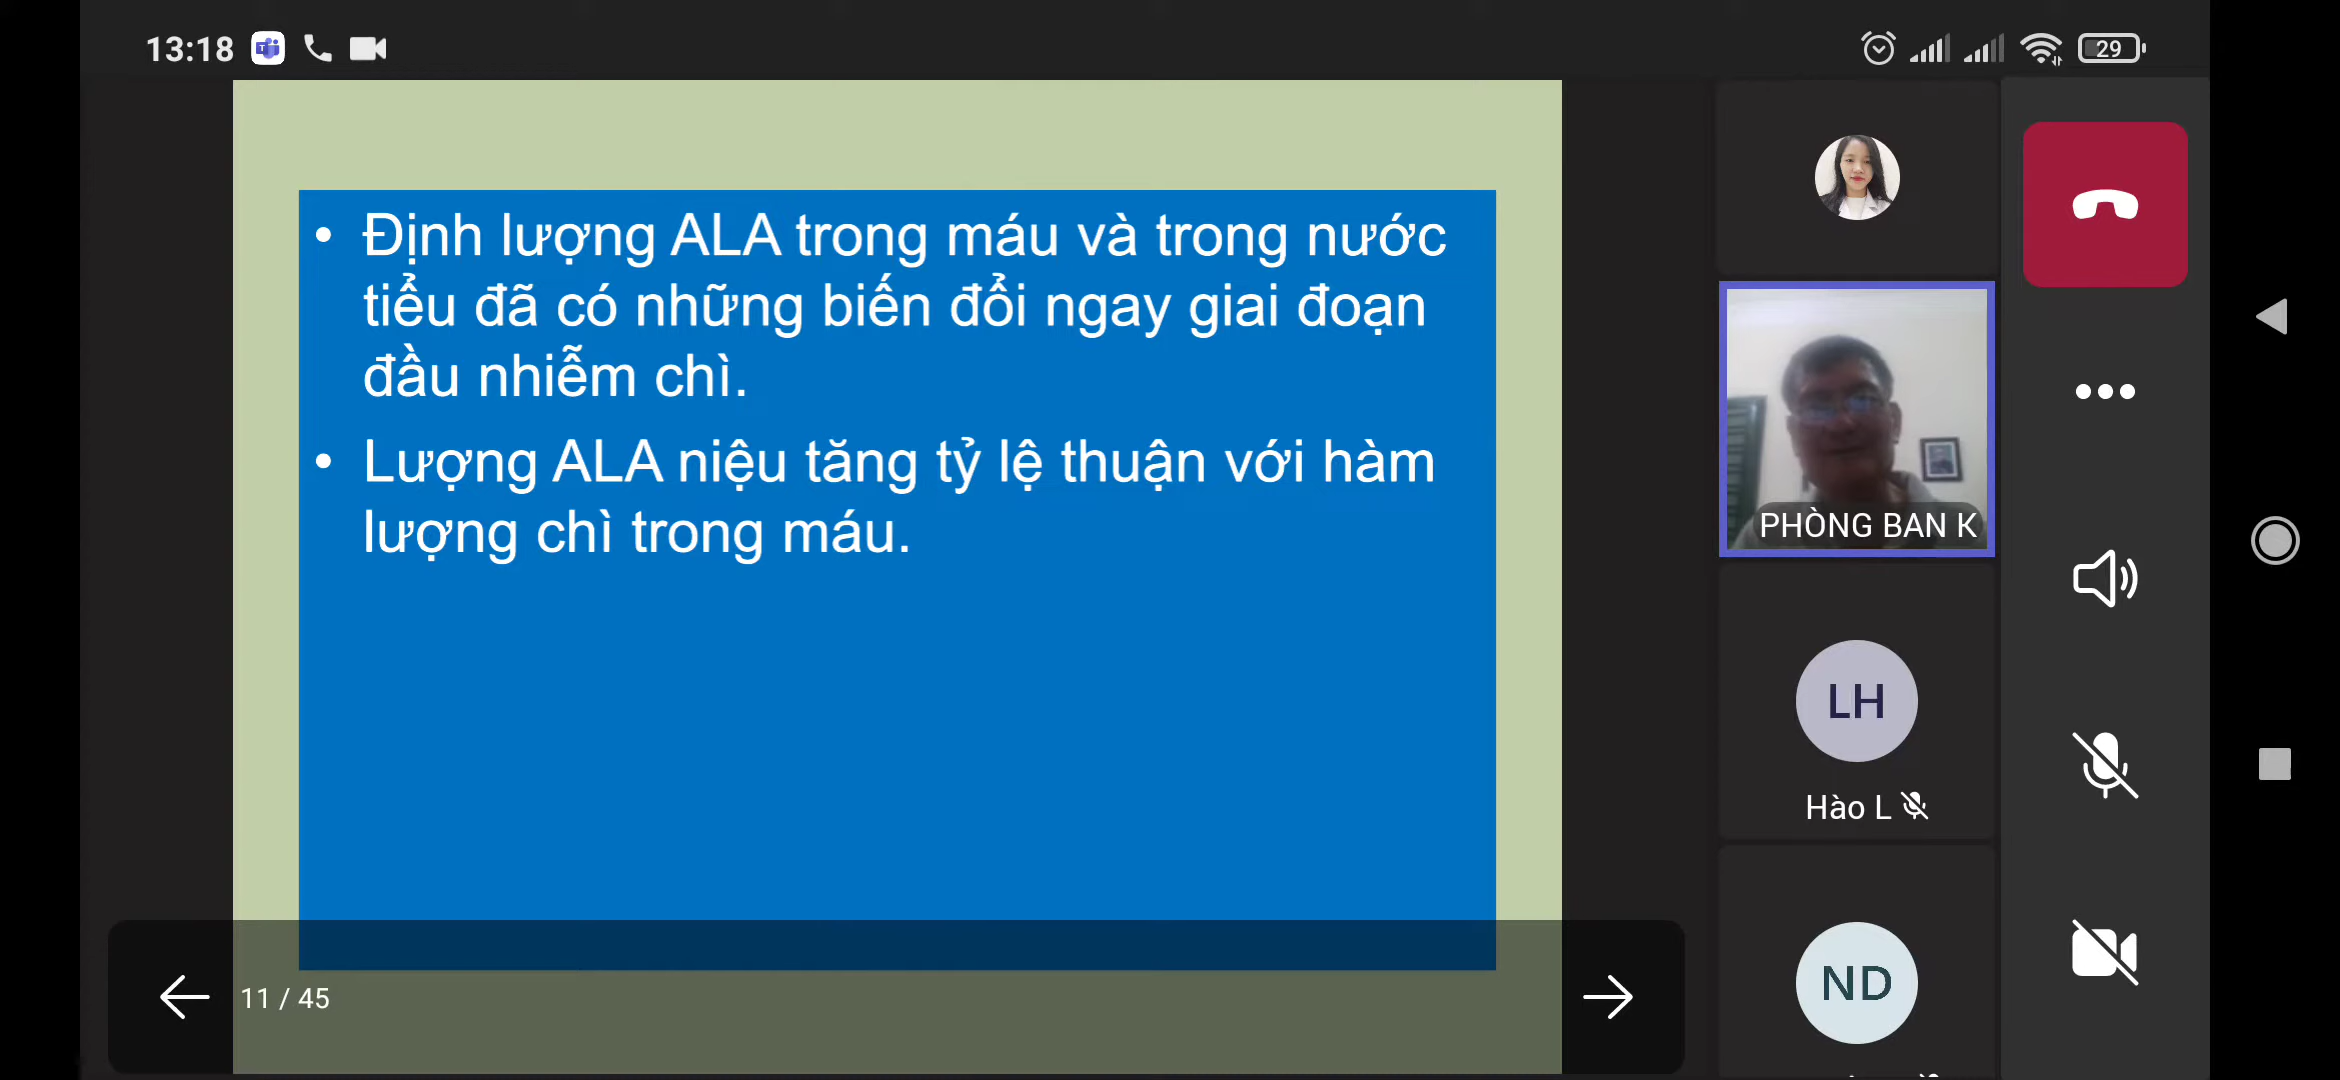 13:18
29
• Định lượng ALA trong máu và trong nước
tiểu đã có những biến đổi ngay giai đoạn
đầu nhiễm chì.
• Lượng ALA niệu tăng tỷ lệ thuận với hàm
lượng chì trong máu.
11 / 45
PHÒNG BAN K
LH
Hào L
ND